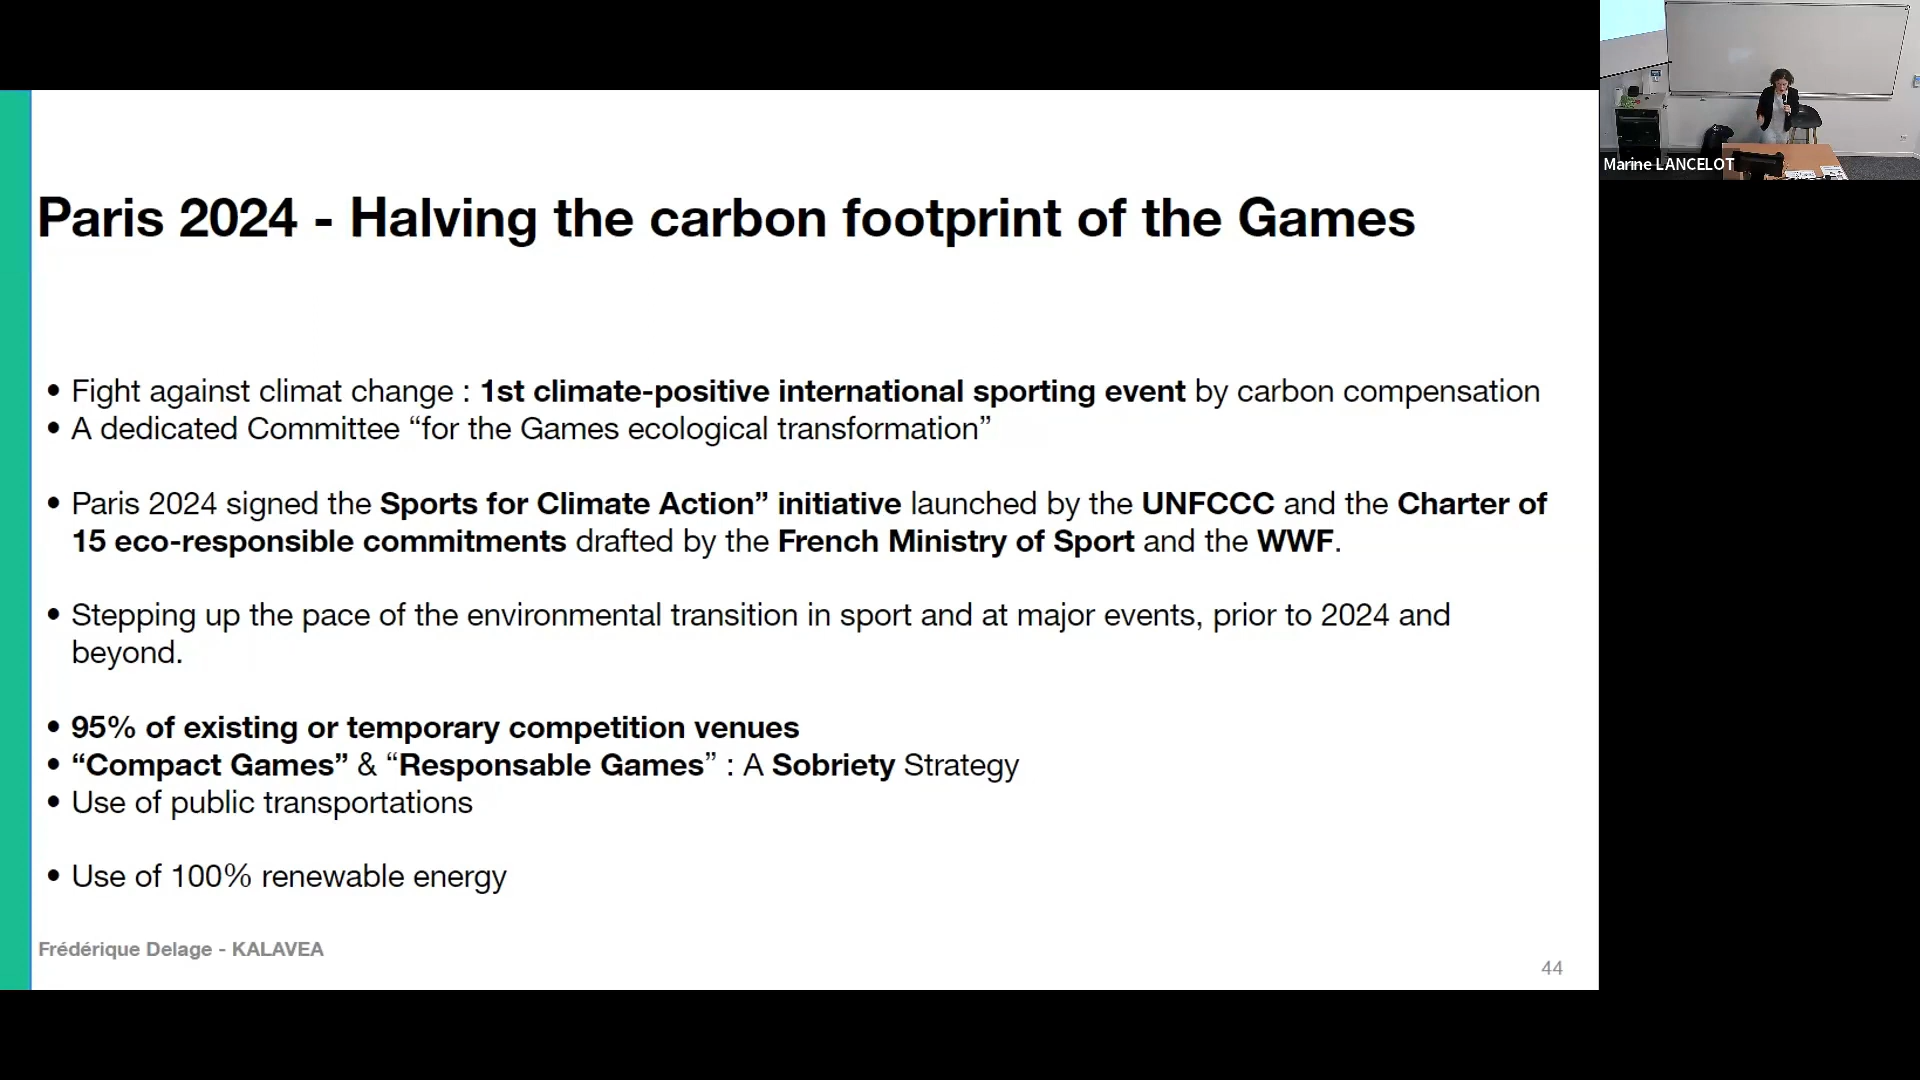 Marine LANCELOT
Paris 2024 - Halving the carbon footprint of the Games
• Fight against climat change : 1st climate-positive international sporting event by carbon compensation
• A dedicated Committee “for the Games ecological transformation”
• Paris 2024 signed the Sports for Climate Action” initiative launched by the UNFCCC and the Charter of
15 eco-responsible commitments drafted by the French Ministry of Sport and the WWF.
• Stepping up the pace of the environmental transition in sport and at major events, prior to 2024 and
beyond.
• 95% of existing or temporary competition venues
• “Compact Games” & “Responsable Games” : A Sobriety Strategy
• Use of public transportations
• Use of 100% renewable energy
Frédérique Delage - KALAVEA
44